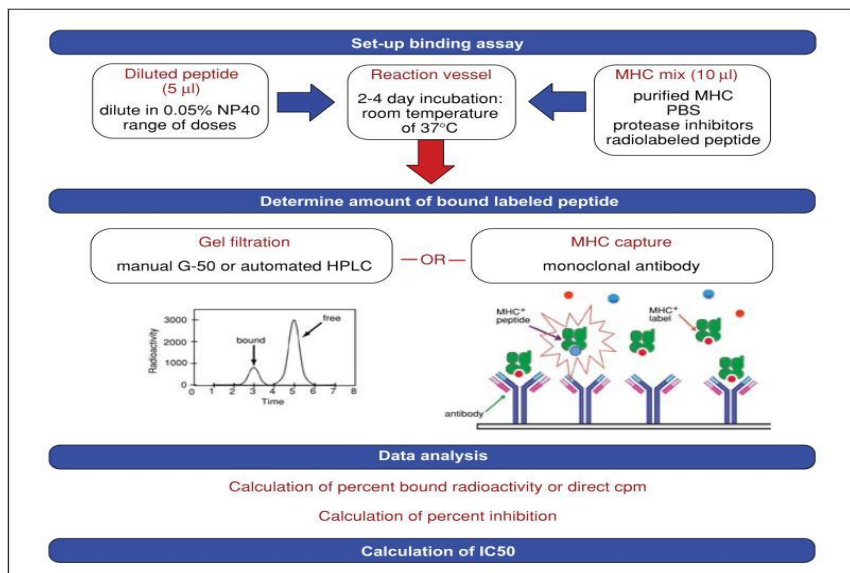 Set-up binding assay
Diluted peptide
(5 µl)
dilute in 0.05% NP40
range of doses
Reaction vessel
2-4 day incubation:
room temperature
of 37°C
MHC mix (10 µl)
purified MHC
PBS
protease inhibitors
radiolabeled peptide
Determine amount of bound labeled peptide
Gel filtration
manual G-50 or automated HPLC
OR
MHC capture
monoclonal antibody
Radioactivity
3000
2000
1000
0
bound
free
0 1 2 3 4 5 6 7 8
Time
MHC+
peptide
MHC+
label
antibody
Data analysis
Calculation of percent bound radioactivity or direct cpm
Calculation of percent inhibition
Calculation of IC50